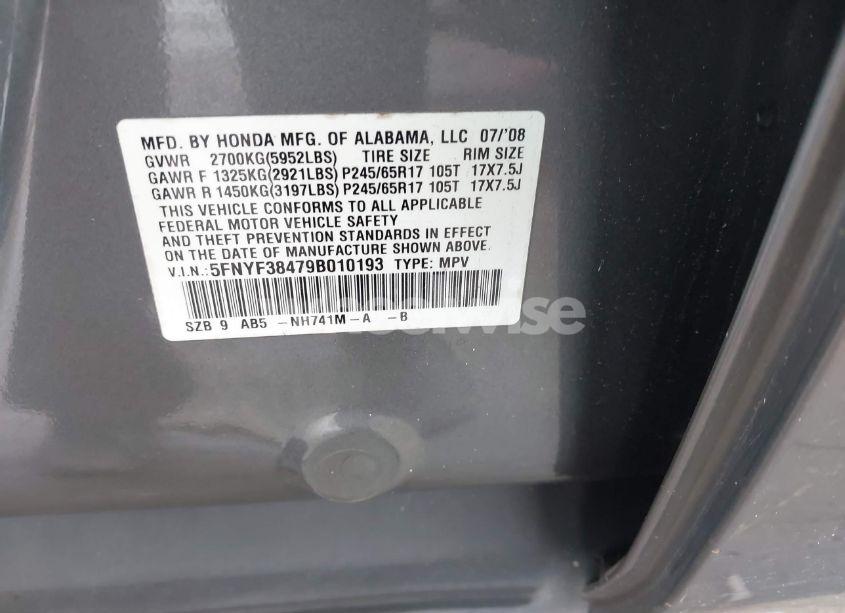 MFD. BY HONDA MFG. OF ALABAMA, LLC 07/'08
GVWR 2700KG(5952LBS) TIRE SIZE RIM SIZE
GAWR F 1325KG(2921LBS) P245/65R17 105T 17X7.5J
GAWR R 1450KG(3197LBS) P245/65R17 105T 17X7.5J
THIS VEHICLE CONFORMS TO ALL APPLICABLE
FEDERAL MOTOR VEHICLE SAFETY
AND THEFT PREVENTION STANDARDS IN EFFECT
ON THE DATE OF MANUFACTURE SHOWN ABOVE.
V.I.N.:5FNYF38479B010193 TYPE: MPV
SZB 9 AB5 -NH741M-A -B